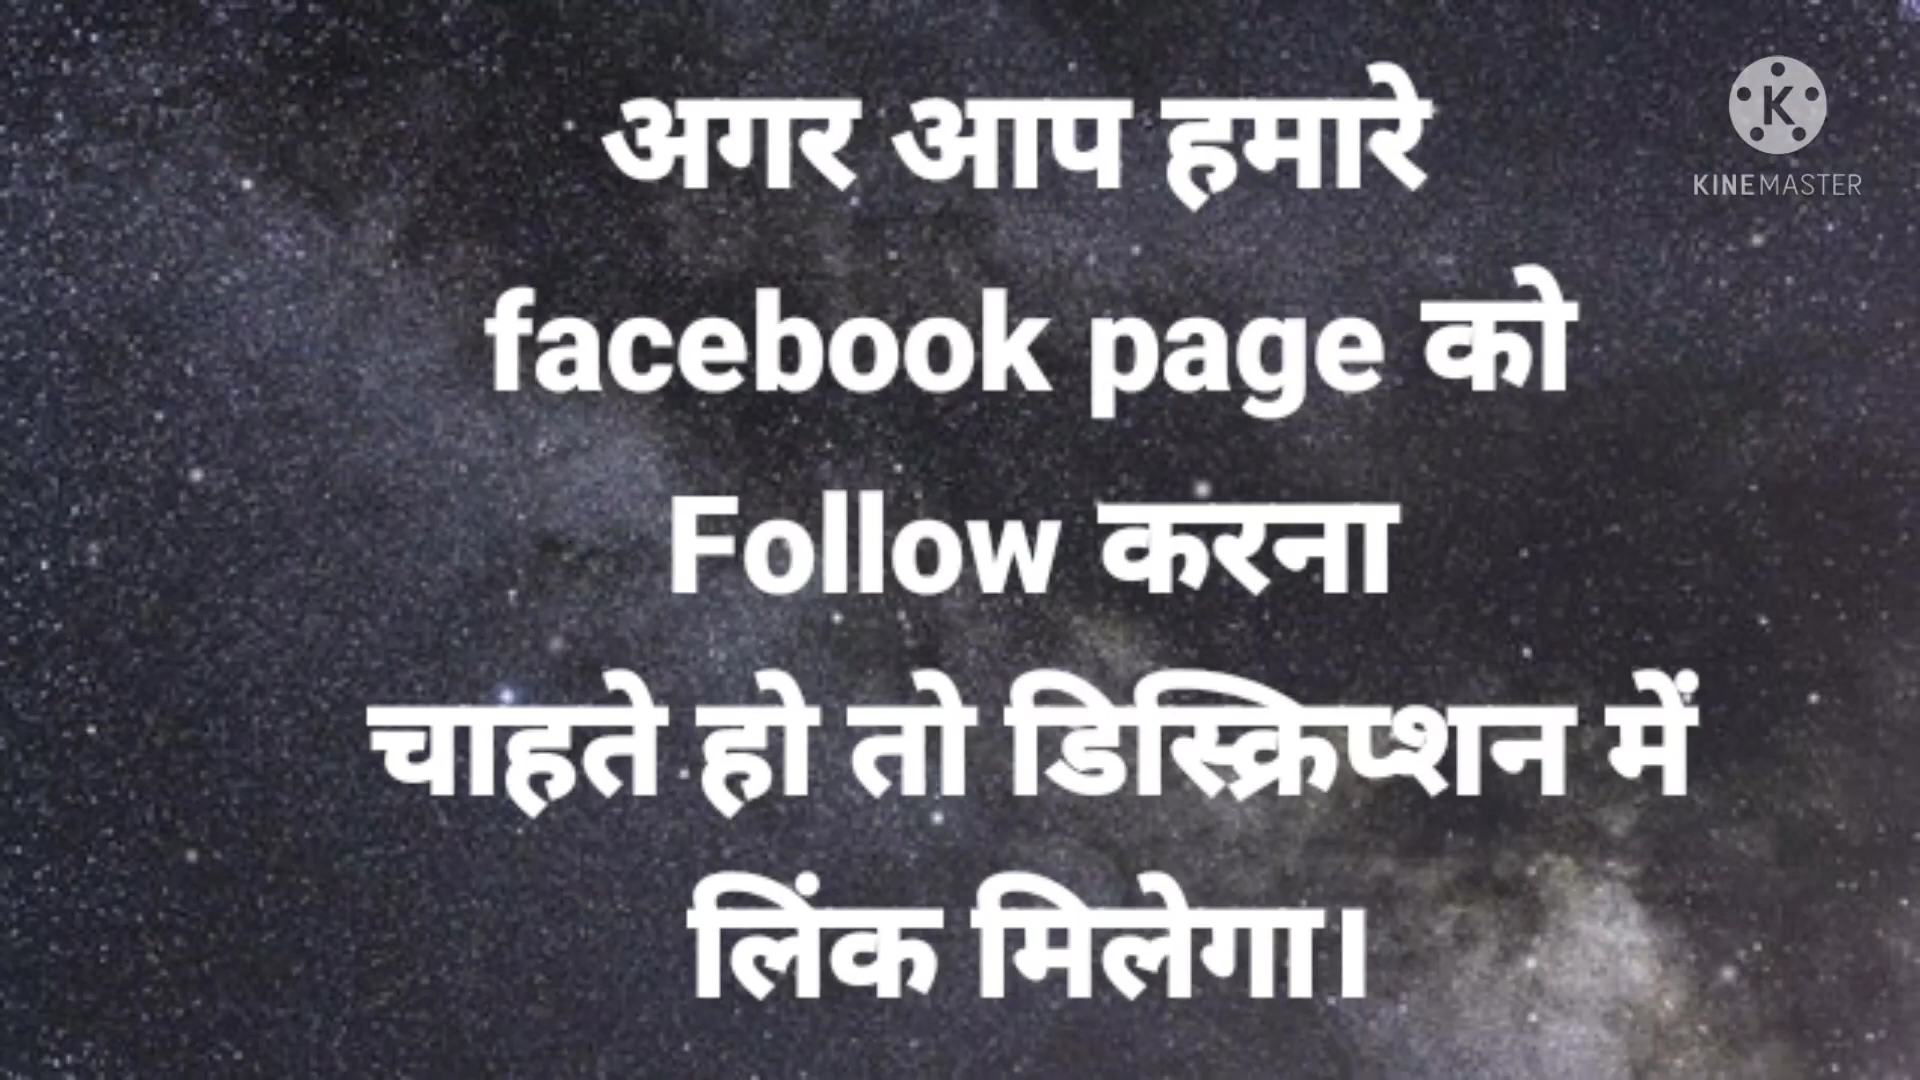 अगर आप हमारे
facebook page को
Follow करना
चाहते हो तो डिस्क्रिप्शन में
लिंक मिलेगा।
K
KINEMASTER